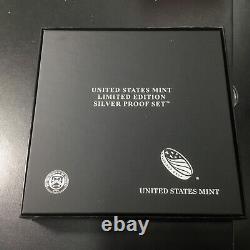 UNITED STATES MINT
LIMITED EDITION
SILVER PROOF SET™
UNITED STATES MINT